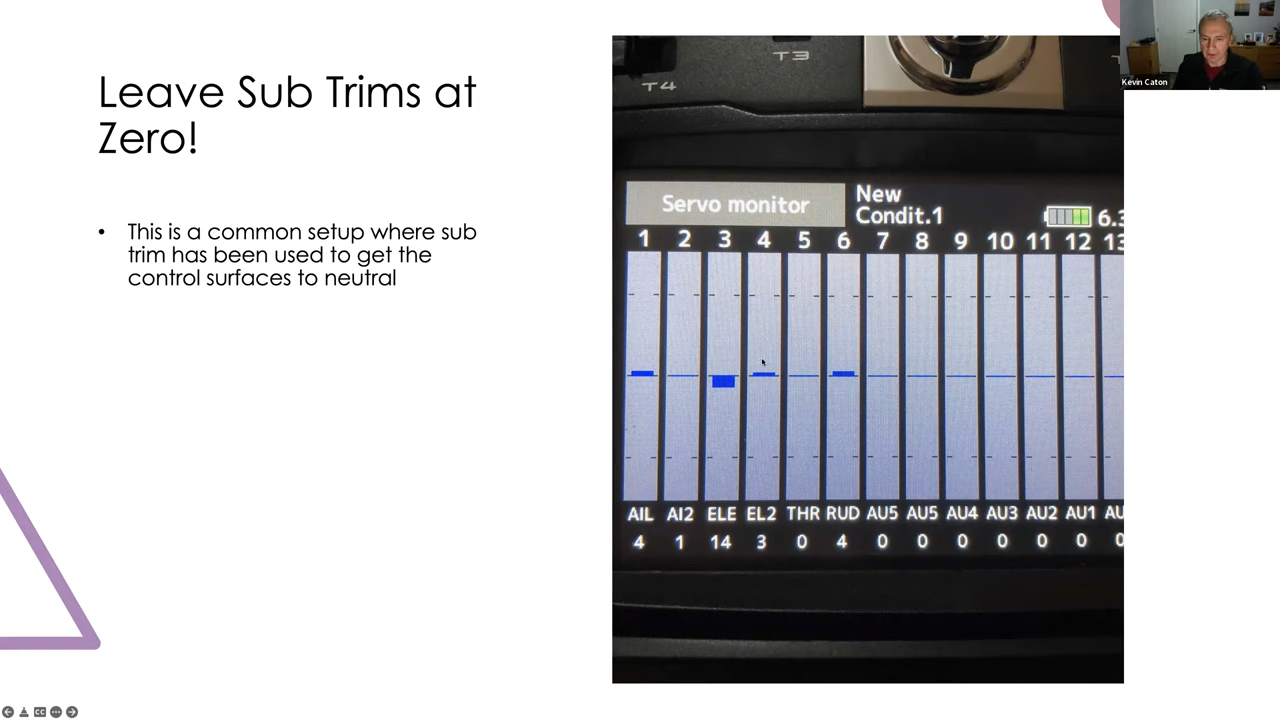 Leave Sub Trims at
Zero!
• This is a common setup where sub
trim has been used to get the
control surfaces to neutral
Kevin Caton
T3
T4
Servo monitor
New
Condit.1
6.3
1 2 3 4 5 6 7 8 9 10 11 12 13
AIL AI2 ELE EL2 THR RUD AU5 AU5 AU4 AU3 AU2 AU1 AU
4 1 14 3 0 4 0 0 0 0 0 0 0
CC